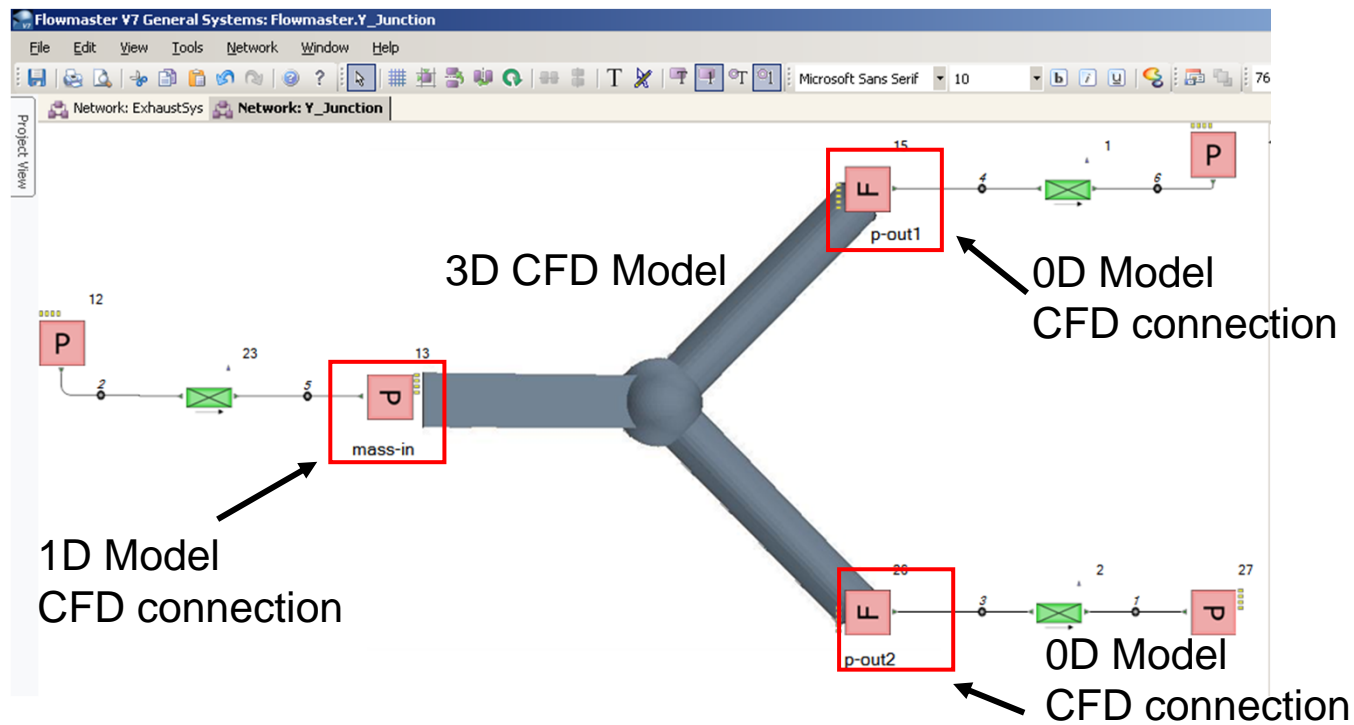 Flowmaster V7 General Systems: Flowmaster.Y_Junction
File Edit View Tools Network Window Help
T Microsoft Sans Serif 10 b i u 76
Network: ExhaustSys Network: Y_Junction
Project View
15
1
P
F
4
6
p-out1
3D CFD Model
0D Model
CFD connection
12
P
23
13
2
5
P
mass-in
1D Model
CFD connection
2
27
F
3
1
P
p-out2
0D Model
CFD connection